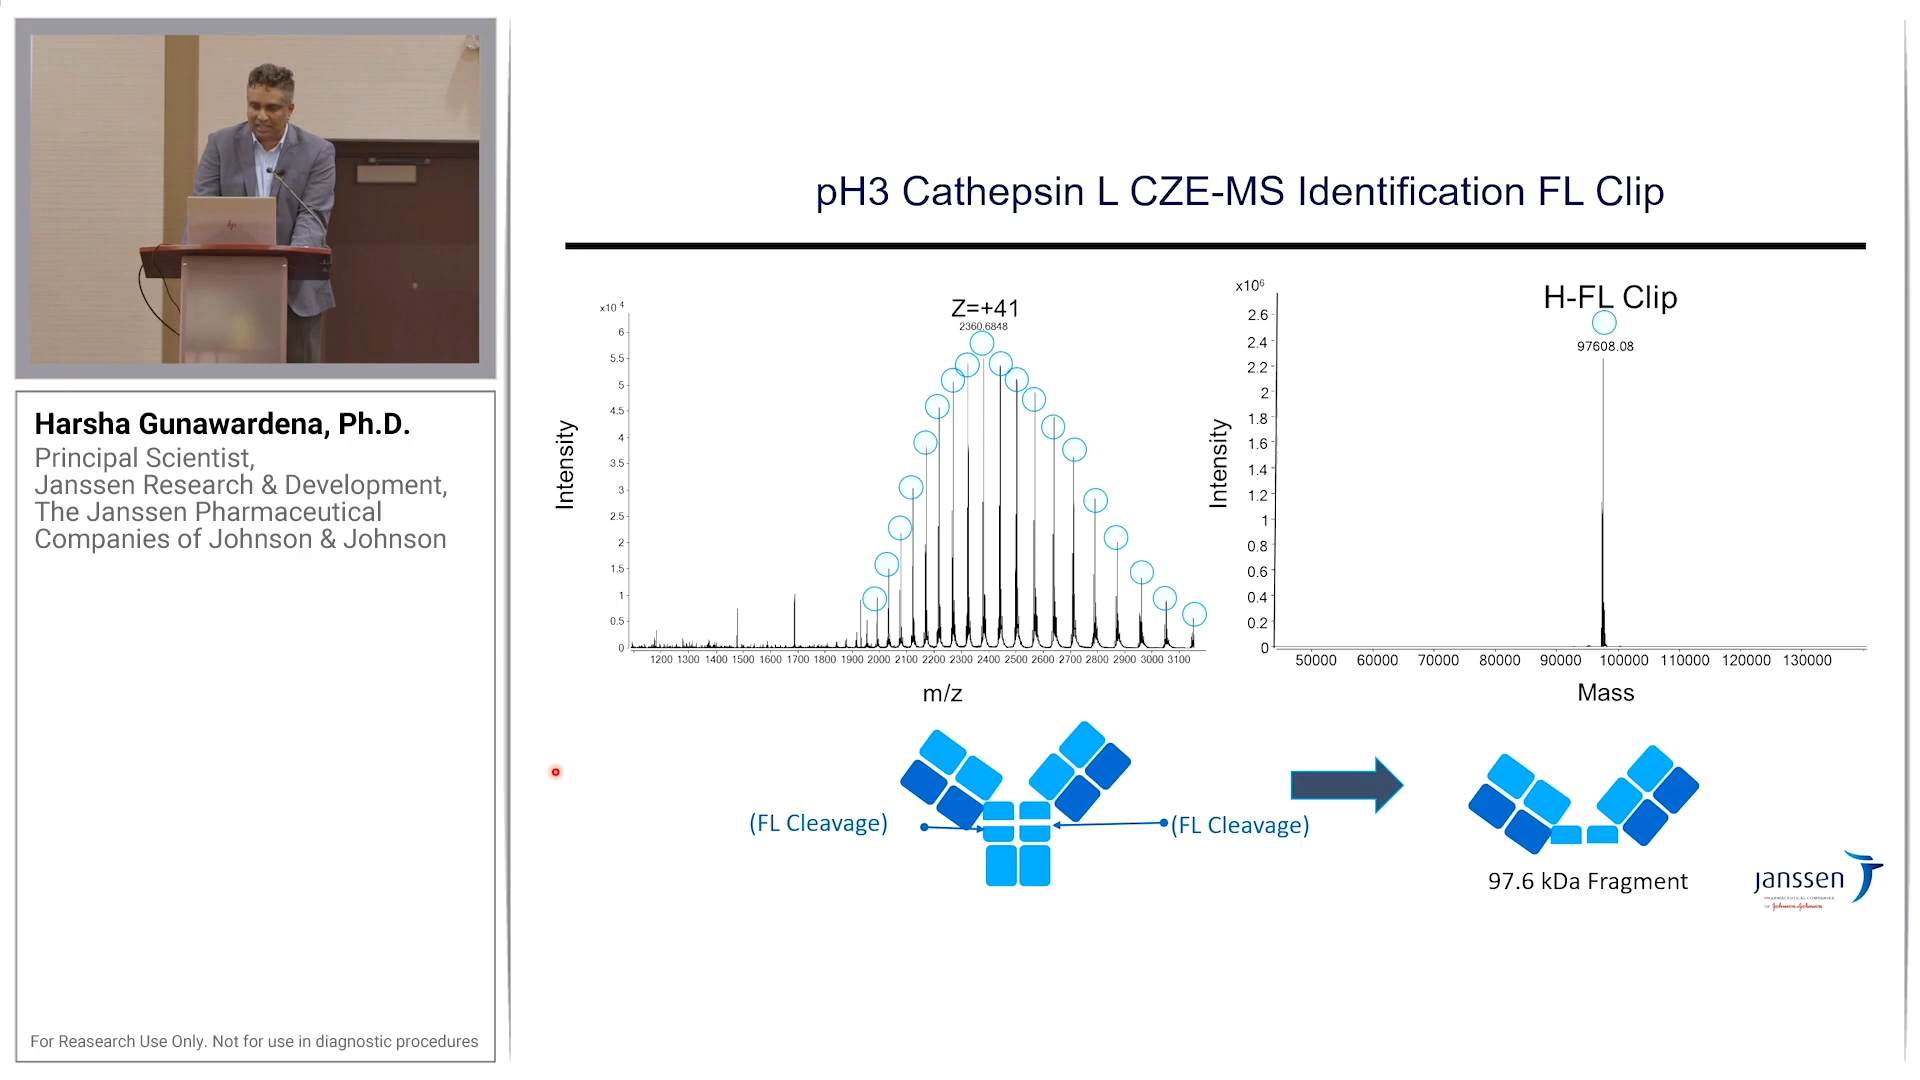 Harsha Gunawardena, Ph.D.
Principal Scientist,
Janssen Research & Development,
The Janssen Pharmaceutical
Companies of Johnson & Johnson
For Reasearch Use Only. Not for use in diagnostic procedures
pH3 Cathepsin L CZE-MS Identification FL Clip
x10 4
Z=+41
2360.6848
6
5.5
5
4.5
4
3.5
3
2.5
2
1.5
1
0.5
0
Intensity
1200 1300 1400 1500 1600 1700 1800 1900 2000 2100 2200 2300 2400 2500 2600 2700 2800 2900 3000 3100
m/z
x10⁶
H-FL Clip
97608.08
2.6
2.4
2.2
2
1.8
1.6
1.4
1.2
1
0.8
0.6
0.4
0.2
0
Intensity
50000 60000 70000 80000 90000 100000 110000 120000 130000
Mass
(FL Cleavage)
(FL Cleavage)
97.6 kDa Fragment
Janssen
PHARMACEUTICAL COMPANIES
OF Johnson & Johnson
hp